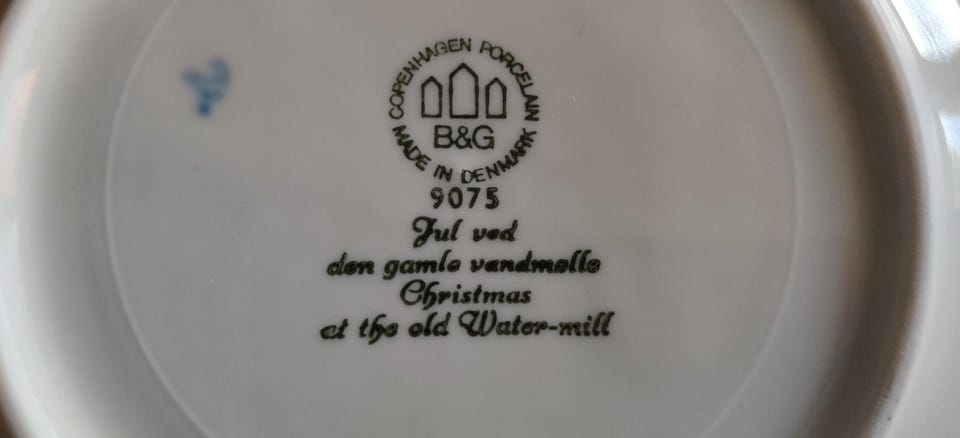 COPENHAGEN PORCELAIN
B&G
MADE IN DENMARK
9075
Jul ved
den gamle vandmølle
Christmas
at the old Water-mill